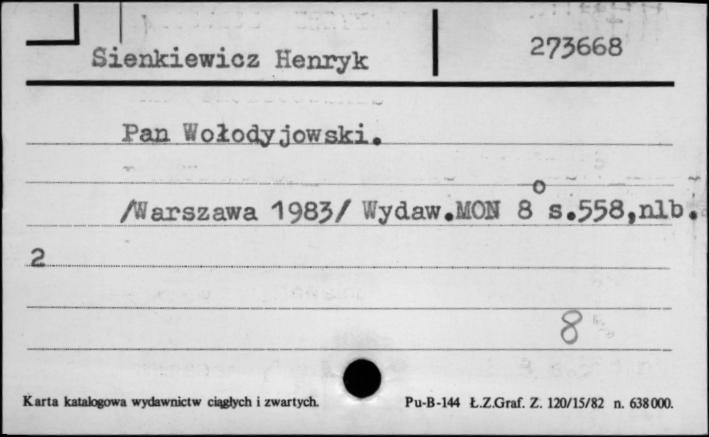 Sienkiewicz Henryk 273668
Pan Wołodyjowski.
/Warszawa 1983/ Wydaw.MON 8° s.558,nlb.
2
8
Karta katalogowa wydawnictw ciągłych i zwartych. Pu-B-144 Ł.Z.Graf. Z. 120/15/82 n. 638000.